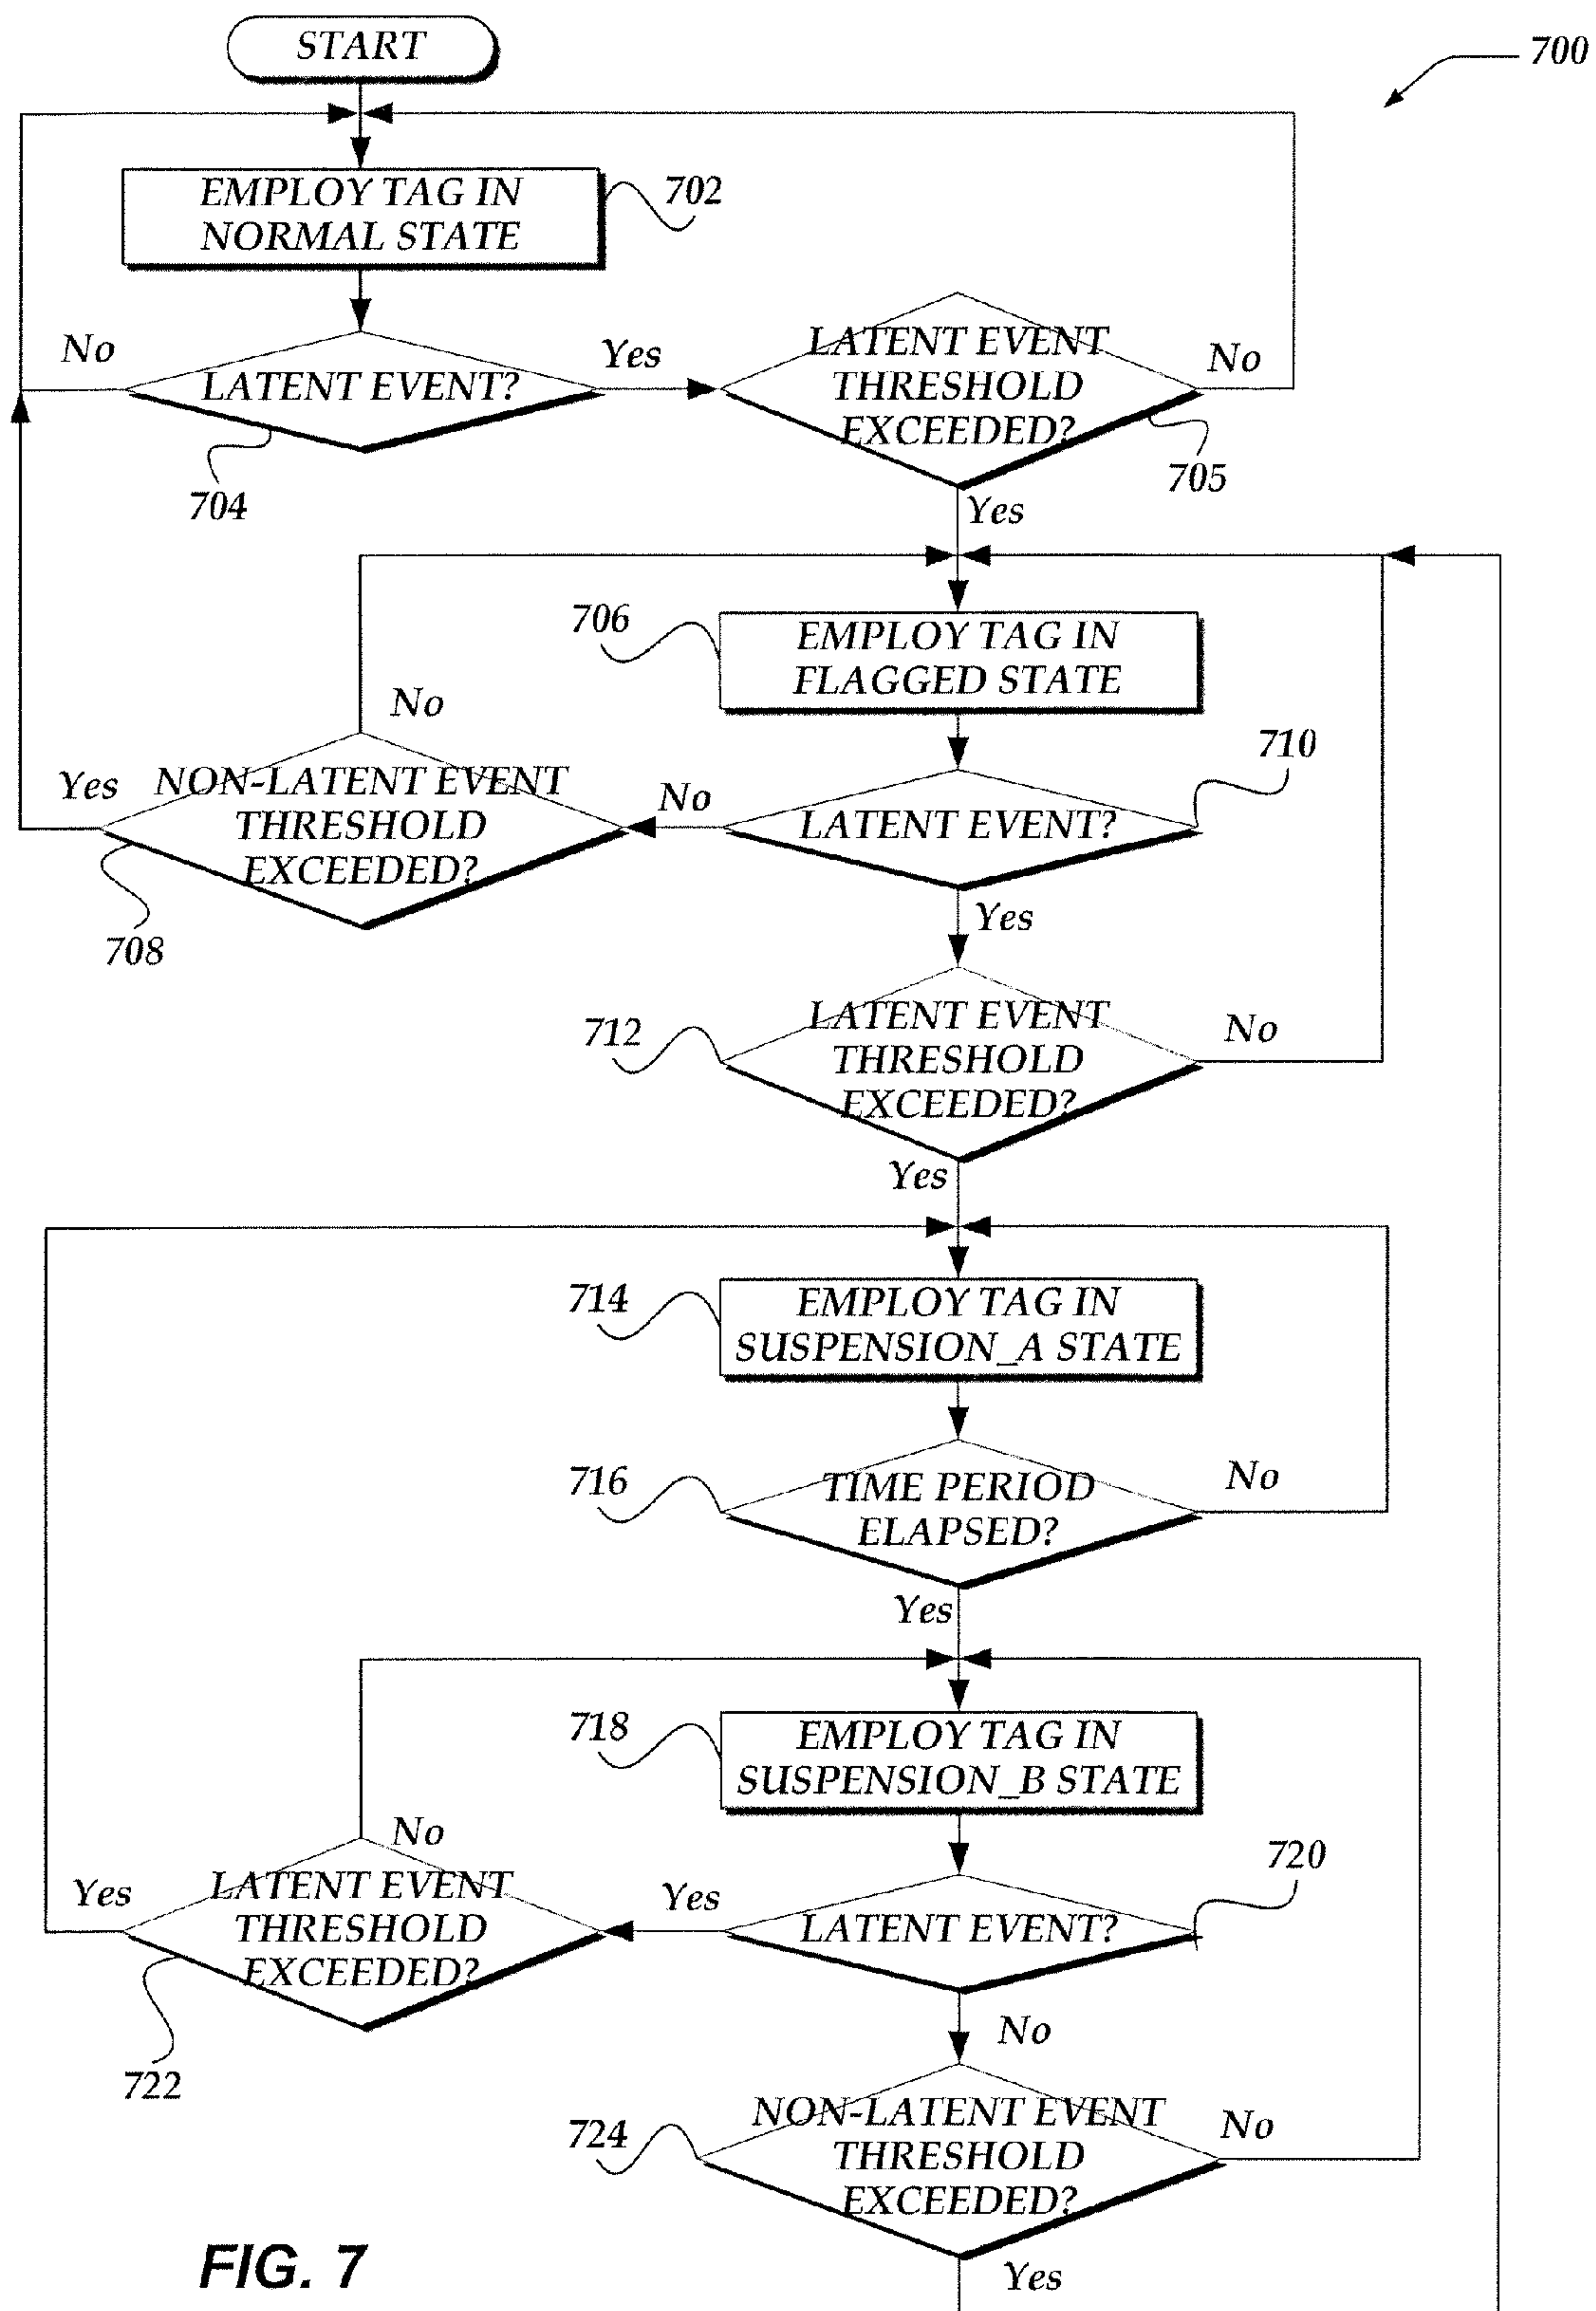 START
700
EMPLOY TAG IN
NORMAL STATE
702
No
LATENT EVENT?
Yes
LATENT EVENT
THRESHOLD
EXCEEDED?
No
704
705
Yes
706
EMPLOY TAG IN
FLAGGED STATE
No
710
Yes
NON-LATENT EVENT
THRESHOLD
EXCEEDED?
No
LATENT EVENT?
708
Yes
712
LATENT EVENT
THRESHOLD
EXCEEDED?
No
Yes
714
EMPLOY TAG IN
SUSPENSION_A STATE
716
TIME PERIOD
ELAPSED?
No
Yes
718
EMPLOY TAG IN
SUSPENSION_B STATE
No
720
Yes
LATENT EVENT
THRESHOLD
EXCEEDED?
Yes
LATENT EVENT?
722
No
724
NON-LATENT EVENT
THRESHOLD
EXCEEDED?
No
Yes
FIG. 7